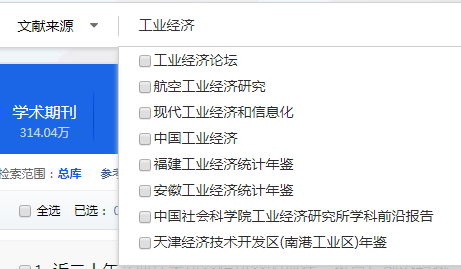 文献来源 工业经济
工业经济论坛
航空工业经济研究
现代工业经济和信息化
中国工业经济
福建工业经济统计年鉴
安徽工业经济统计年鉴
中国社会科学院工业经济研究所学科前沿报告
天津经济技术开发区(南港工业区)年鉴
学术期刊
314.04万
检索范围：总库
全选 已选：0